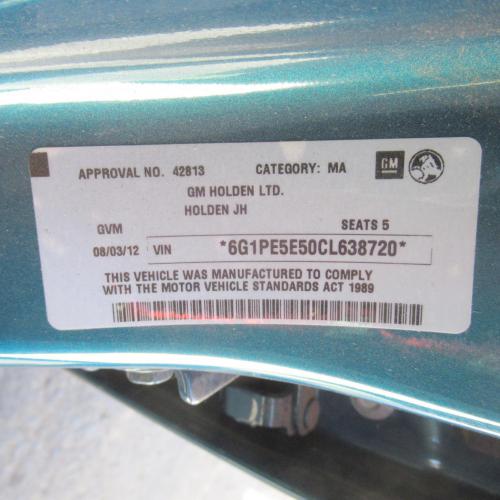 APPROVAL NO. 42813 CATEGORY: MA GM
GM HOLDEN LTD.
HOLDEN JH
GVM SEATS 5
08/03/12 VIN *6G1PE5E50CL638720*
THIS VEHICLE WAS MANUFACTURED TO COMPLY
WITH THE MOTOR VEHICLE STANDARDS ACT 1989